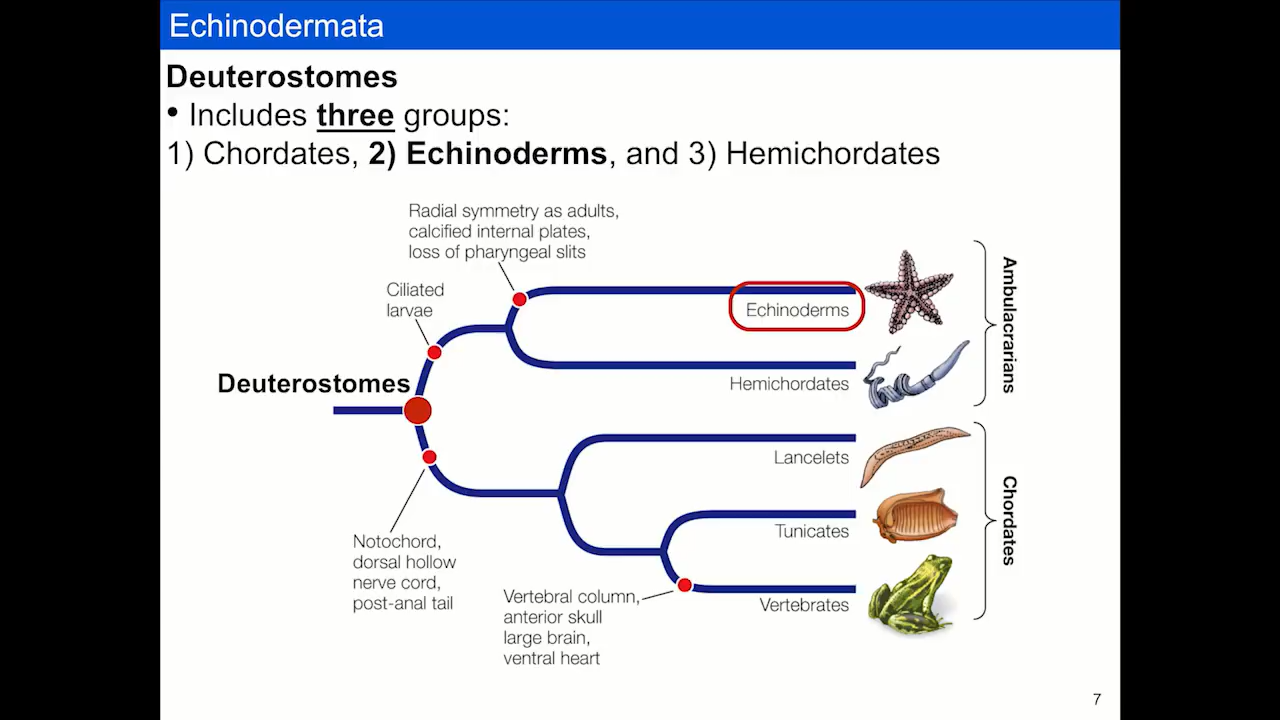 Echinodermata
Deuterostomes
• Includes three groups:
1) Chordates, 2) Echinoderms, and 3) Hemichordates
Radial symmetry as adults,
calcified internal plates,
loss of pharyngeal slits
Ciliated
larvae
Echinoderms
Hemichordates
Ambulacrarians
Deuterostomes
Lancelets
Tunicates
Vertebrates
Chordates
Notochord,
dorsal hollow
nerve cord,
post-anal tail
Vertebral column,
anterior skull
large brain,
ventral heart
7